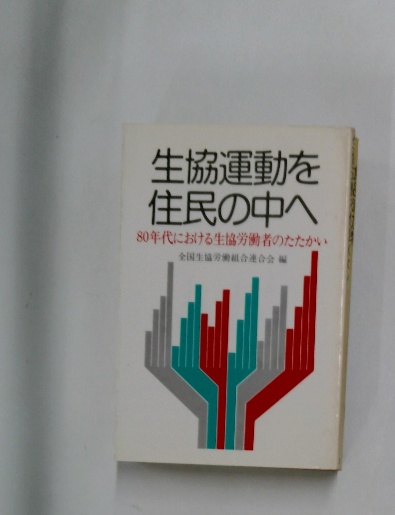 生協運動を
住民の中へ
80年代における生協労働者のたたかい
全国生協労働組合連合会 編